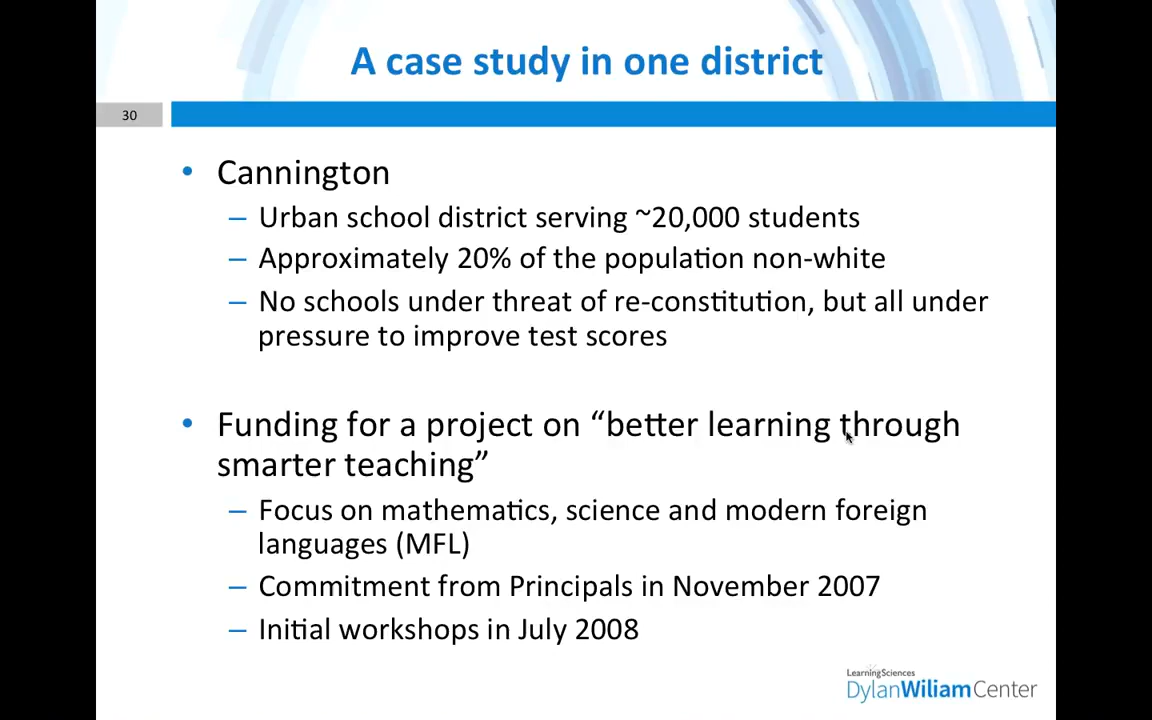 A case study in one district
30
• Cannington
– Urban school district serving ~20,000 students
– Approximately 20% of the population non-white
– No schools under threat of re-constitution, but all under
pressure to improve test scores
• Funding for a project on “better learning through
smarter teaching”
– Focus on mathematics, science and modern foreign
languages (MFL)
– Commitment from Principals in November 2007
– Initial workshops in July 2008
LearningSciences
DylanWiliamCenter